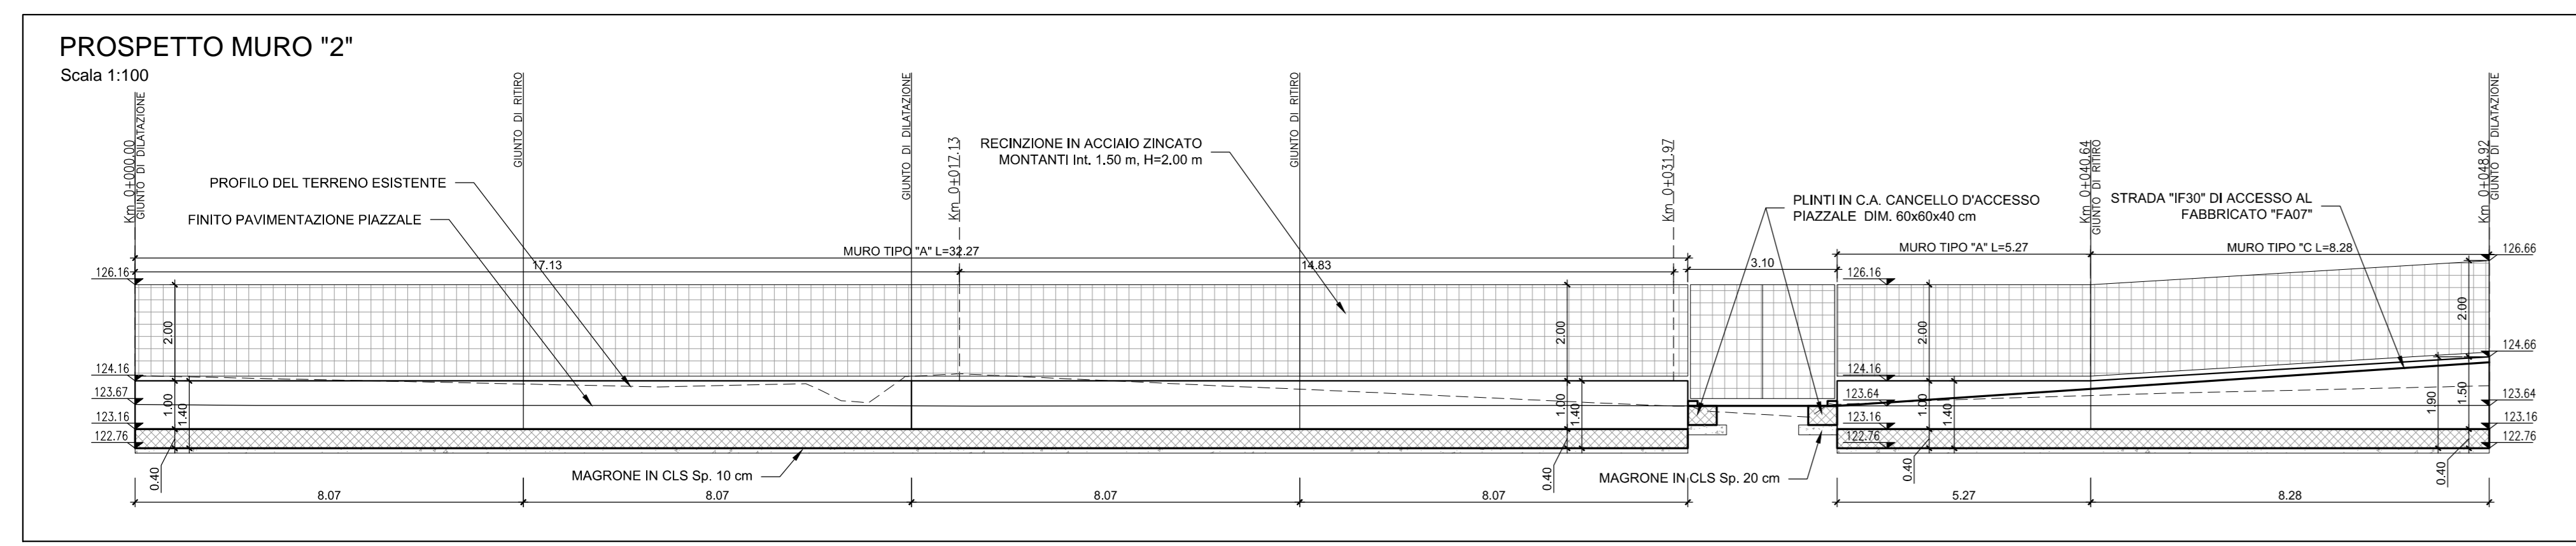 PROSPETTO MURO "2"
Scala 1:100
Km 0+000.00
GIUNTO DI DILATAZIONE
GIUNTO DI RITIRO
GIUNTO DI DILATAZIONE
Km 0+017.13
GIUNTO DI RITIRO
Km 0+031.97
Km 0+040.64
GIUNTO DI RITIRO
Km 0+048.92
GIUNTO DI DILATAZIONE
RECINZIONE IN ACCIAIO ZINCATO
MONTANTI Int. 1.50 m, H=2.00 m
PROFILO DEL TERRENO ESISTENTE
FINITO PAVIMENTAZIONE PIAZZALE
PLINTI IN C.A. CANCELLO D'ACCESSO
PIAZZALE DIM. 60x60x40 cm
STRADA "IF30" DI ACCESSO AL
FABBRICATO "FA07"
MURO TIPO "A" L=32.27
MURO TIPO "A" L=5.27
MURO TIPO "C L=8.28
17.13
14.83
3.10
126.16
124.16
123.67
123.16
122.76
2.00
1.00
1.40
0.40
2.00
1.00
1.40
0.40
126.16
124.16
123.64
123.16
122.76
2.00
1.00
1.40
0.40
126.66
124.66
123.64
123.16
122.76
2.00
1.90
1.50
0.40
MAGRONE IN CLS Sp. 10 cm
MAGRONE IN CLS Sp. 20 cm
8.07
8.07
8.07
8.07
5.27
8.28